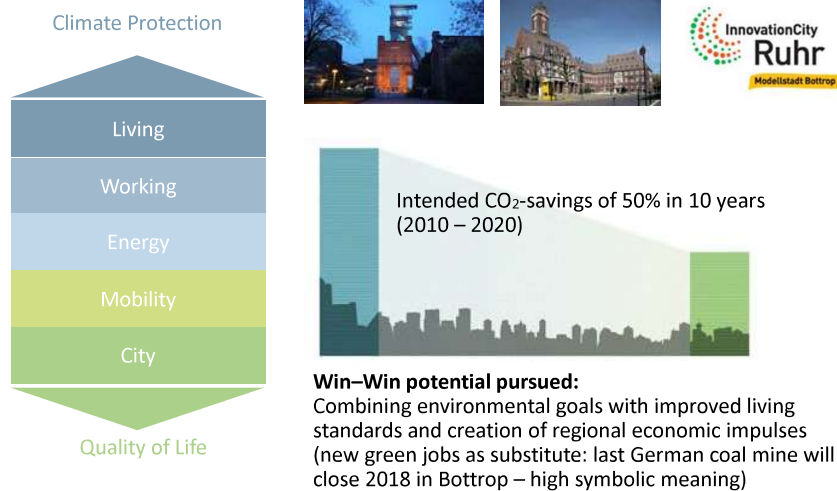 Climate Protection
Living
Working
Energy
Mobility
City
Quality of Life
InnovationCity
Ruhr
Modellstadt Bottrop
Intended CO₂-savings of 50% in 10 years
(2010 – 2020)
Win–Win potential pursued:
Combining environmental goals with improved living
standards and creation of regional economic impulses
(new green jobs as substitute: last German coal mine will
close 2018 in Bottrop – high symbolic meaning)